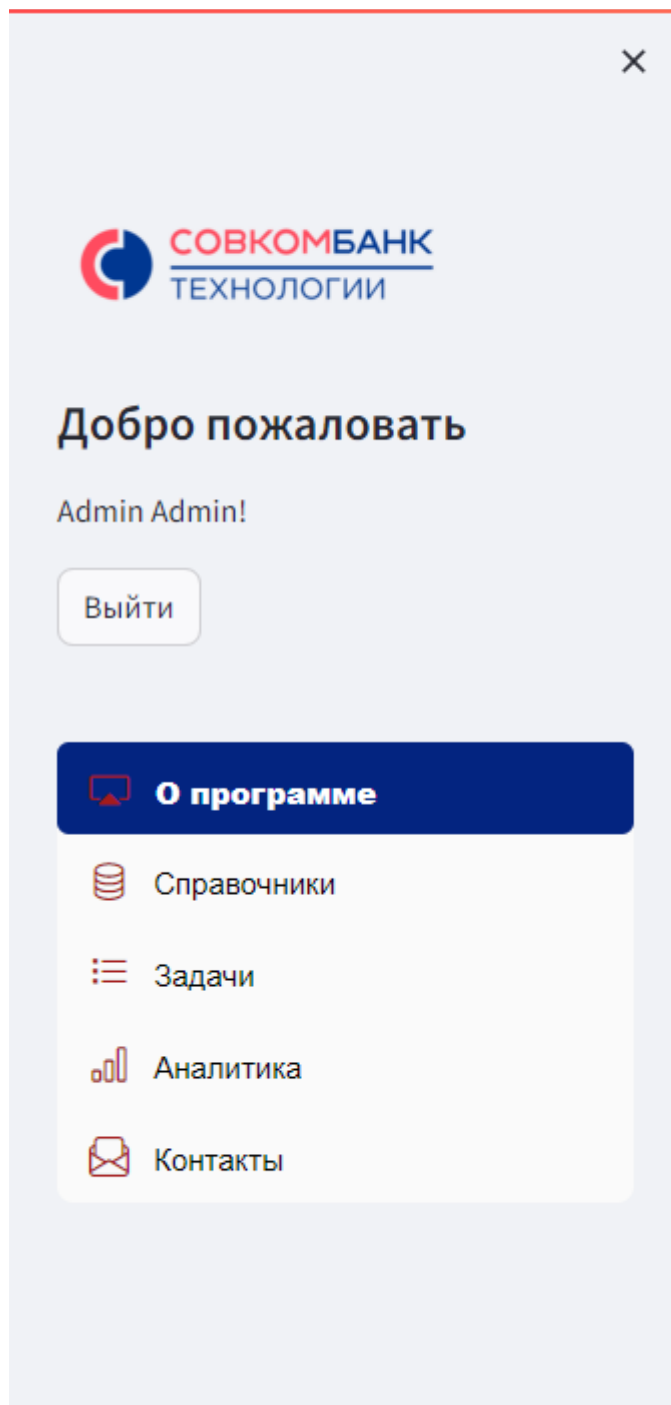 СОВКОМБАНК
ТЕХНОЛОГИИ
Добро пожаловать
Admin Admin!
Выйти
О программе
Справочники
Задачи
Аналитика
Контакты